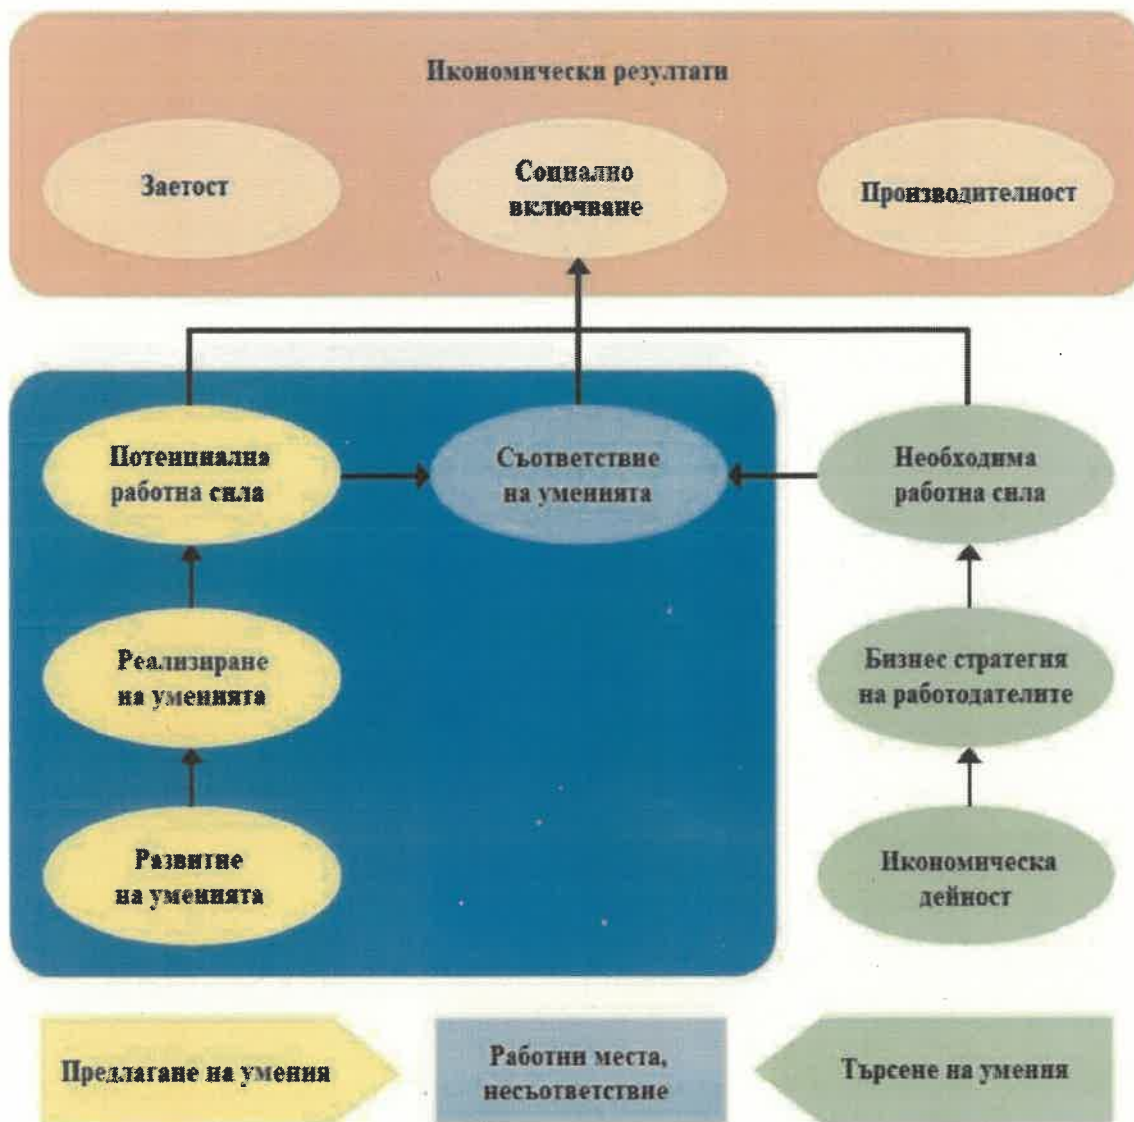 Икономически резултати
Заетост
Социално
включване
Производителност
Потенциална
работна сила
Съответствие
на уменията
Необходима
работна сила
Реализиране
на уменията
Бизнес стратегия
на работодателите
Развитие
на уменията
Икономическа
дейност
Предлагане на умения
Работни места,
несъответствие
Търсене на умения